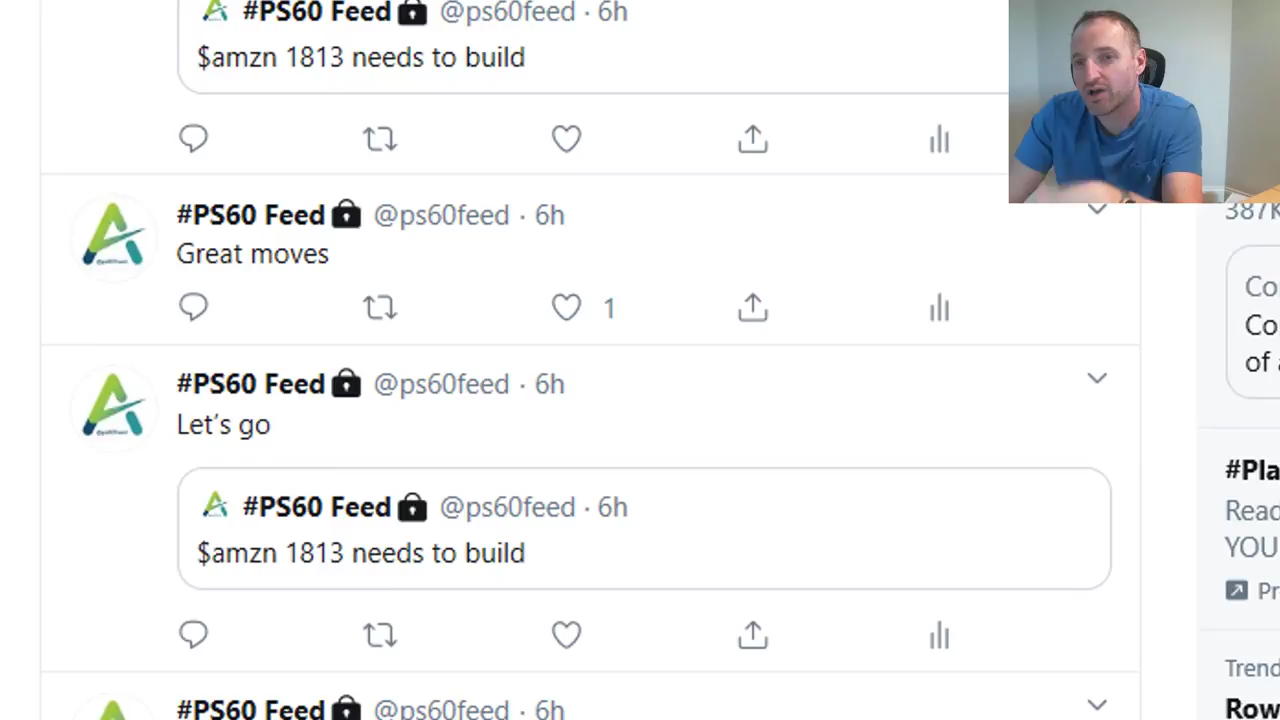 #PS60 Feed @ps60feed · 6h
$amzn 1813 needs to build
#PS60 Feed @ps60feed · 6h
Great moves
1
#PS60 Feed @ps60feed · 6h
Let's go
#PS60 Feed @ps60feed · 6h
$amzn 1813 needs to build
#PS60 Feed @ps60feed · 6h
387K
Co
Co
of
#Pla
Read
YOU
Pr
Trend
Row